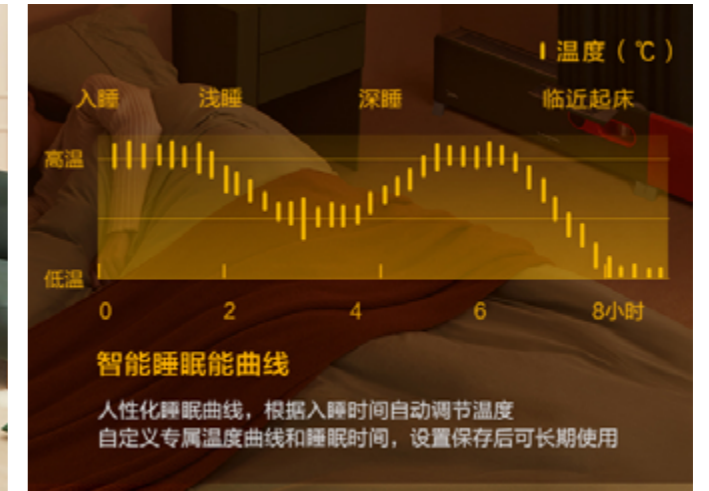 温度（℃）
入睡 浅睡 深睡 临近起床
高温
低温
0 2 4 6 8小时
智能睡眠能曲线
人性化睡眠曲线，根据入睡时间自动调节温度
自定义专属温度曲线和睡眠时间，设置保存后可长期使用